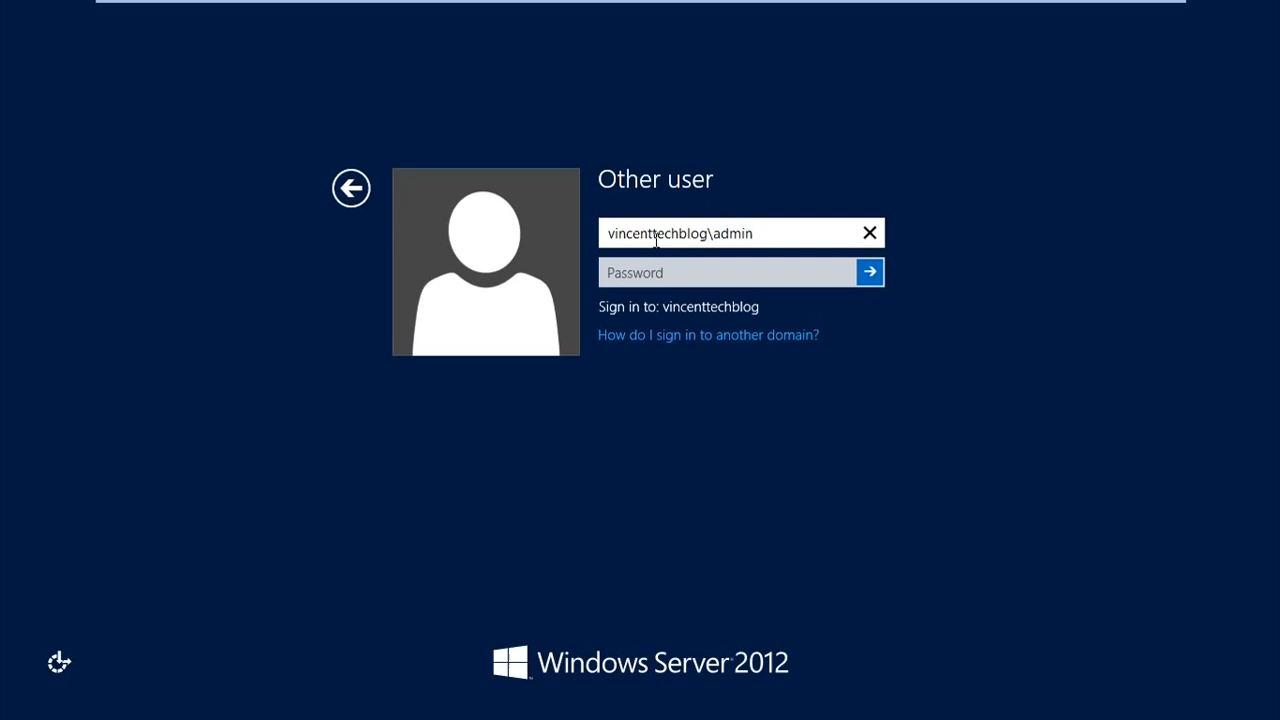 Other user
vincenttechblog\admin
Password
Sign in to: vincenttechblog
How do I sign in to another domain?
Windows Server 2012